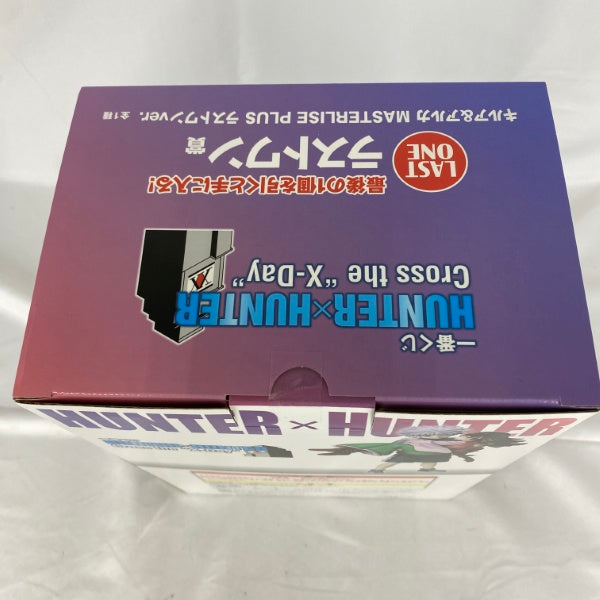 一番くじ
HUNTER×HUNTER
Cross the “X-Day”
最後の1個を引くと手に入る!
LAST
ONE
ラストワン賞
キルア&アルカ MASTERLISE PLUS ラストワンver. 全1種
HUNTER × HUNTER